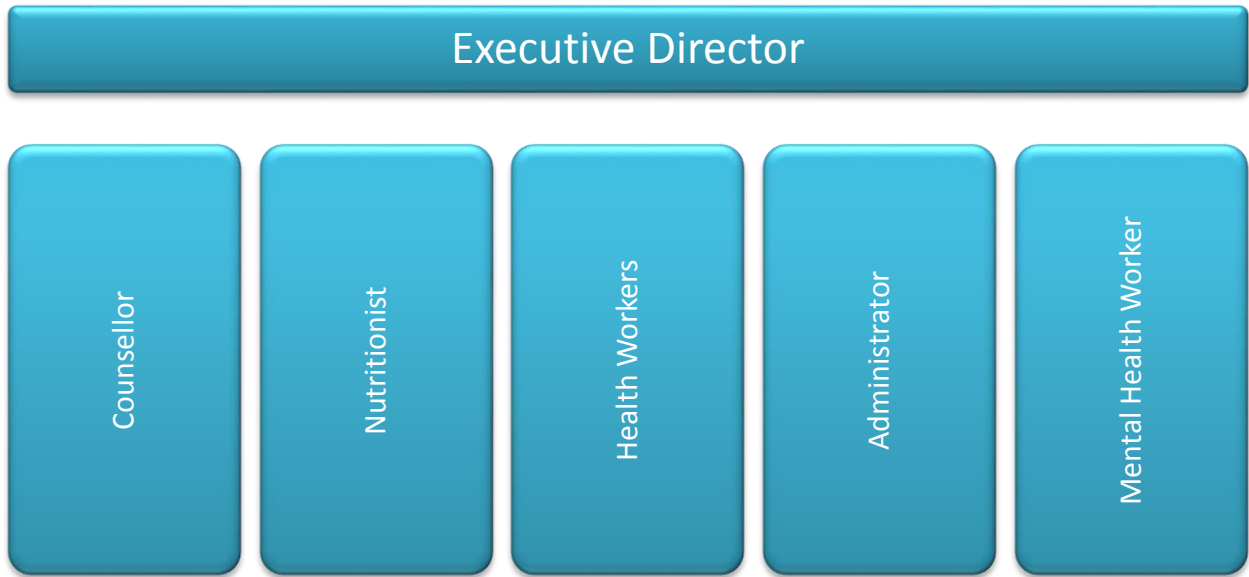 Executive Director
Counsellor
Nutritionist
Health Workers
Administrator
Mental Health Worker